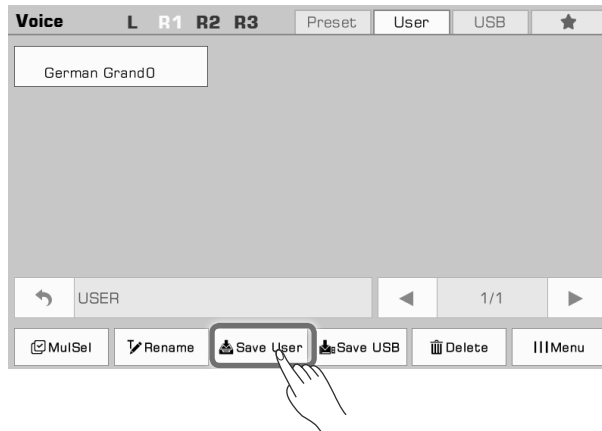 Voice L R1 R2 R3 Preset User USB
German Grand0
USER 1/1
MulSel Rename Save User Save USB Delete Menu